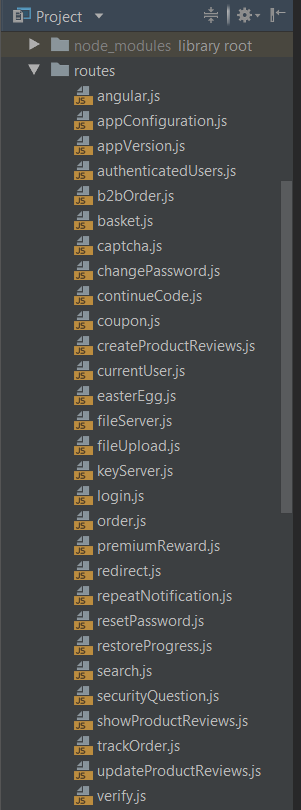 Project
node_modules library root
routes
angular.js
appConfiguration.js
appVersion.js
authenticatedUsers.js
b2bOrder.js
basket.js
captcha.js
changePassword.js
continueCode.js
coupon.js
createProductReviews.js
currentUser.js
easterEgg.js
fileServer.js
fileUpload.js
keyServer.js
login.js
order.js
premiumReward.js
redirect.js
repeatNotification.js
resetPassword.js
restoreProgress.js
search.js
securityQuestion.js
showProductReviews.js
trackOrder.js
updateProductReviews.js
verify.js